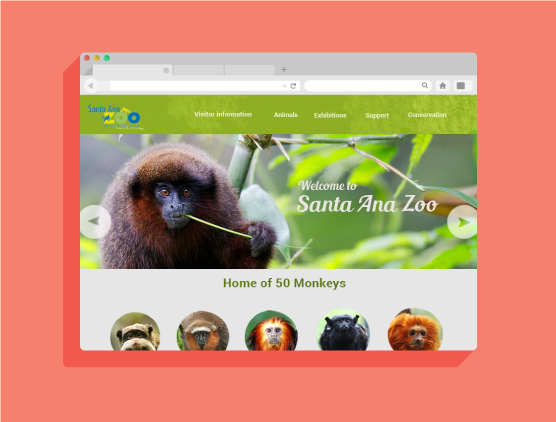 Santa Ana
ZOO
Visitor Information Animals Exhibitions Support Conservation
Welcome to
Santa Ana Zoo
Home of 50 Monkeys